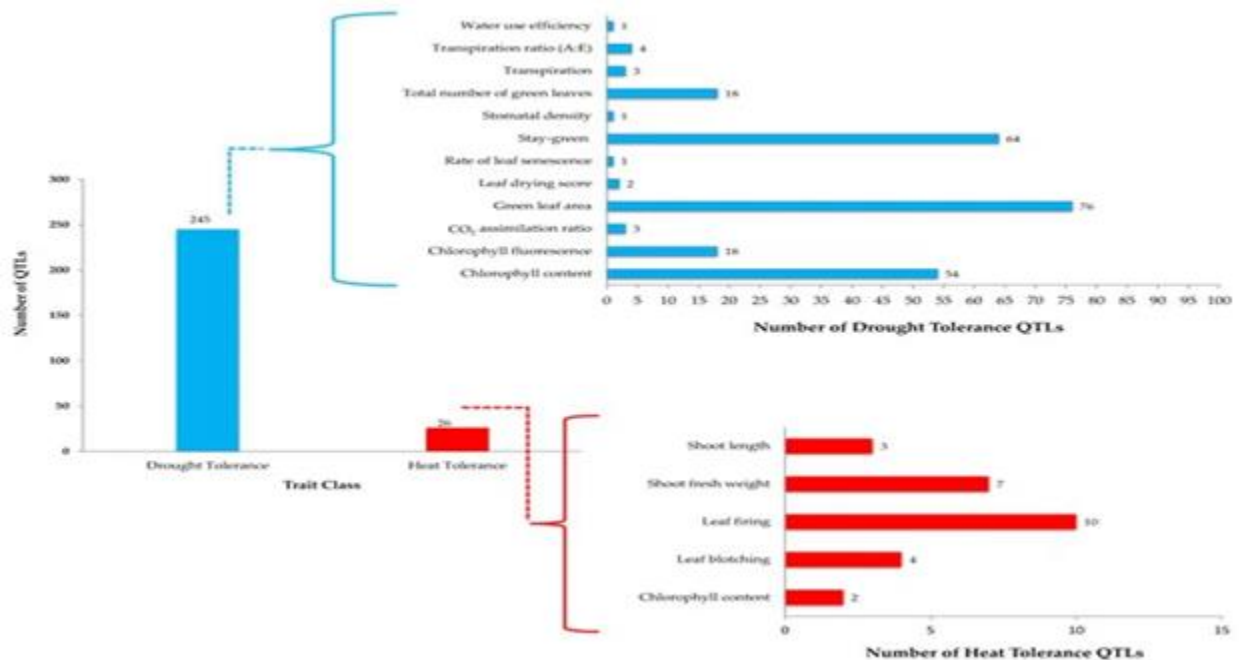 Water use efficiency 1
Transpiration ratio (A:E) 4
Transpiration 3
Total number of green leaves 18
Stomatal density 1
Stay-green 64
Rate of leaf senescence 1
Leaf drying score 2
Green leaf area 76
CO₂ assimilation ratio 3
Chlorophyll fluorescence 18
Chlorophyll content 54
0 5 10 15 20 25 30 35 40 45 50 55 60 65 70 75 80 85 90 95 100
Number of Drought Tolerance QTLs
Number of QTLs
300
250
200
150
100
50
0
245
26
Drought Tolerance
Heat Tolerance
Trait Class
Shoot length 3
Shoot fresh weight 7
Leaf firing 10
Leaf blotching 4
Chlorophyll content 2
0 5 10 15
Number of Heat Tolerance QTLs